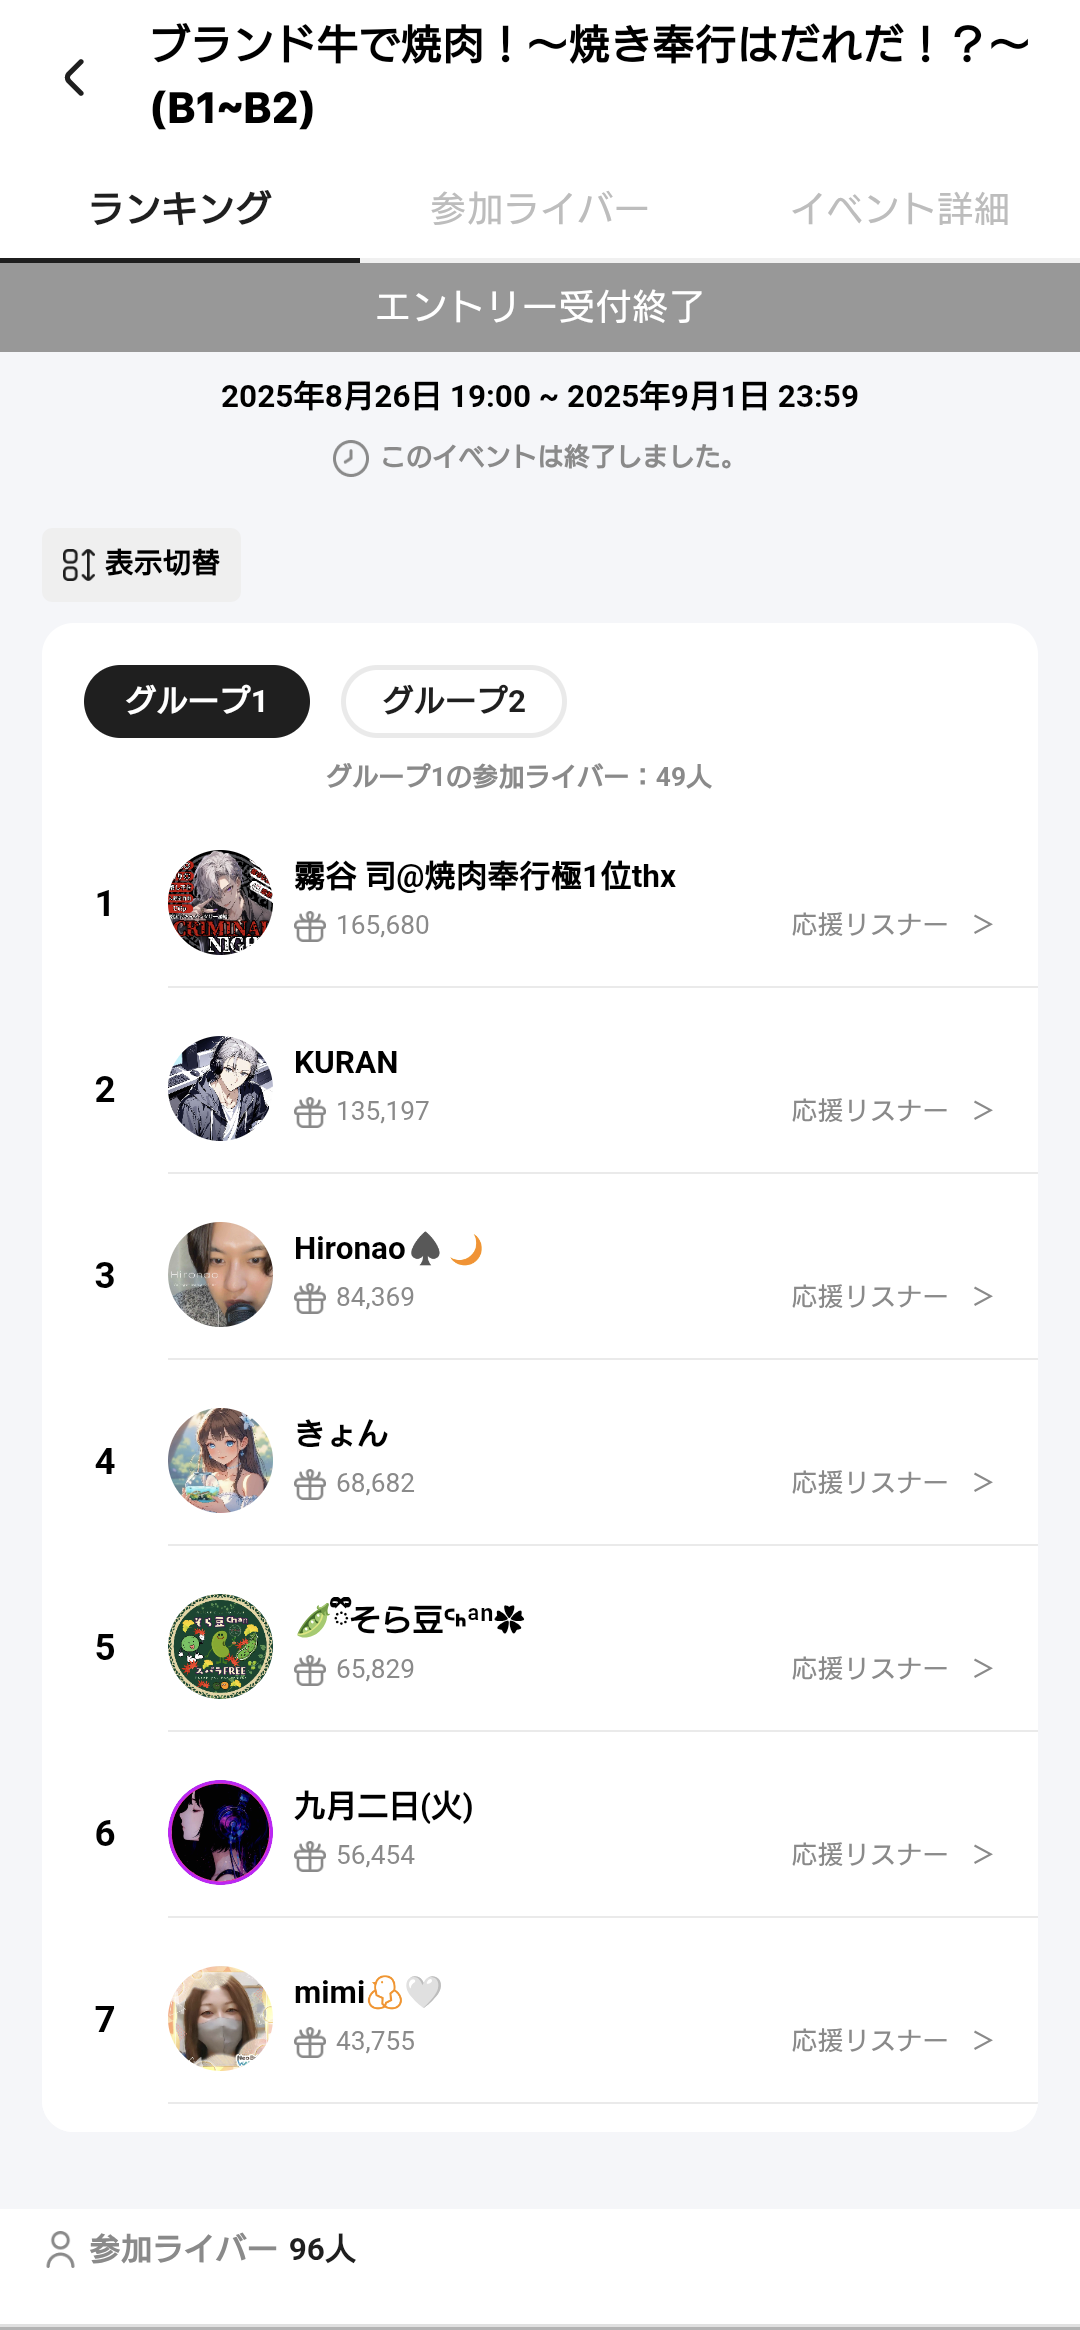 ブランド牛で焼肉！〜焼き奉行はだれだ！？〜
(B1~B2)
ランキング
参加ライバー
イベント詳細
エントリー受付終了
2025年8月26日 19:00 ~ 2025年9月1日 23:59
このイベントは終了しました。
表示切替
グループ1
グループ2
グループ1の参加ライバー：49人
1
霧谷 司@焼肉奉行極1位thx
165,680
応援リスナー >
2
KURAN
135,197
応援リスナー >
3
Hironao♠️🌙
84,369
応援リスナー >
4
きょん
68,682
応援リスナー >
5
🫛そら豆ᑦʰᵃⁿ✽
65,829
応援リスナー >
6
九月二日(火)
56,454
応援リスナー >
7
mimi🤍
43,755
応援リスナー >
参加ライバー 96人